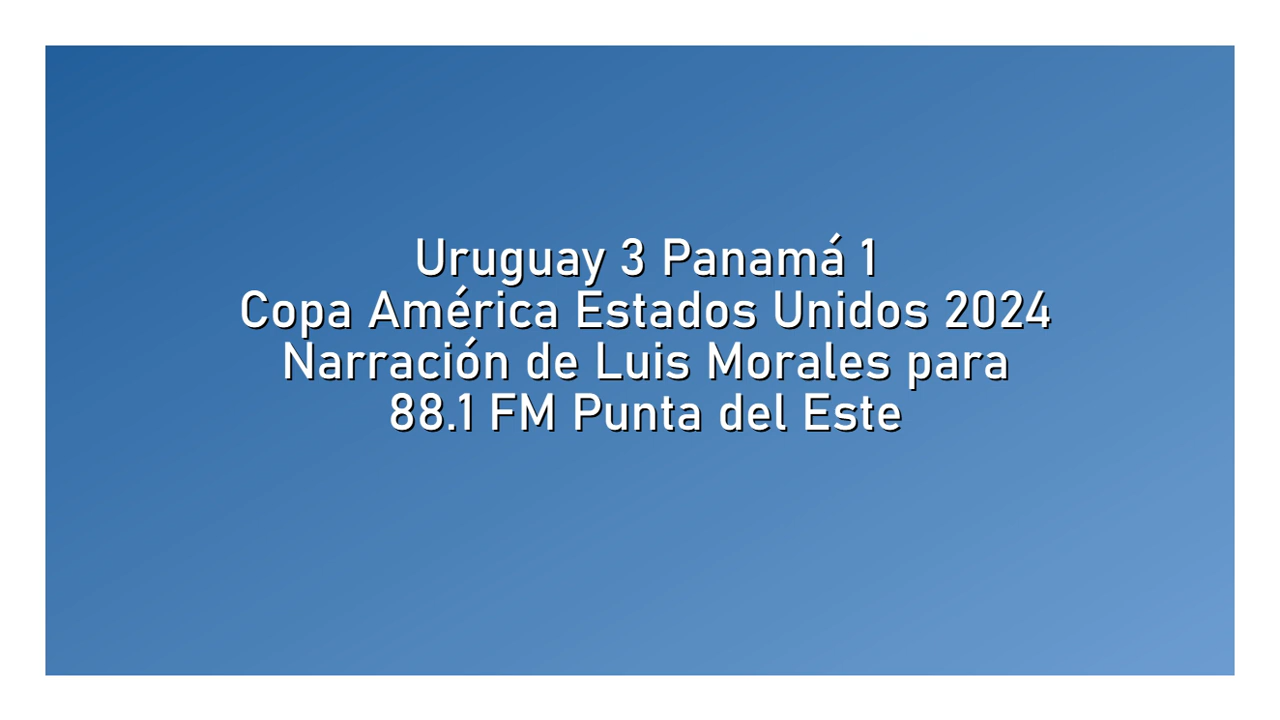 Uruguay 3 Panamá 1
Copa América Estados Unidos 2024
Narración de Luis Morales para
88.1 FM Punta del Este